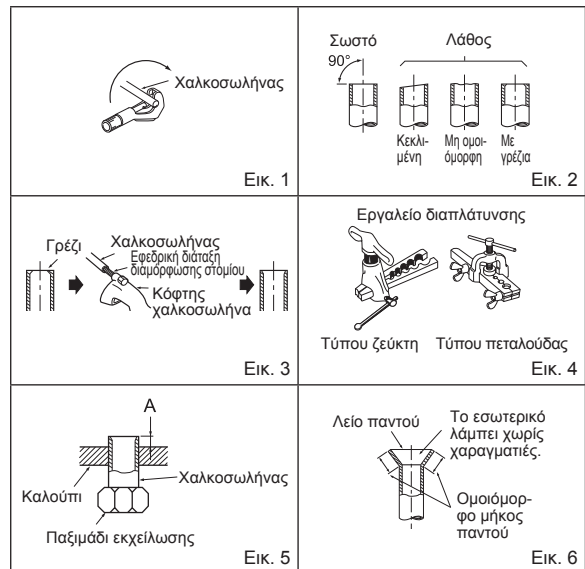 Χαλκοσωλήνας
Εικ. 1
Σωστό
Λάθος
90°
Κεκλι-
μένη
Μη ομοι-
όμορφη
Με
γρέζια
Εικ. 2
Γρέζι
Χαλκοσωλήνας
Εφεδρική διάταξη
διαμόρφωσης στομίου
Κόφτης
χαλκοσωλήνα
Εικ. 3
Εργαλείο διαπλάτυνσης
Τύπου ζεύκτη
Τύπου πεταλούδας
Εικ. 4
A
Χαλκοσωλήνας
Καλούπι
Παξιμάδι εκχείλωσης
Εικ. 5
Λείο παντού
Το εσωτερικό
λάμπει χωρίς
χαραγματιές.
Ομοιόμορ-
φο μήκος
παντού
Εικ. 6